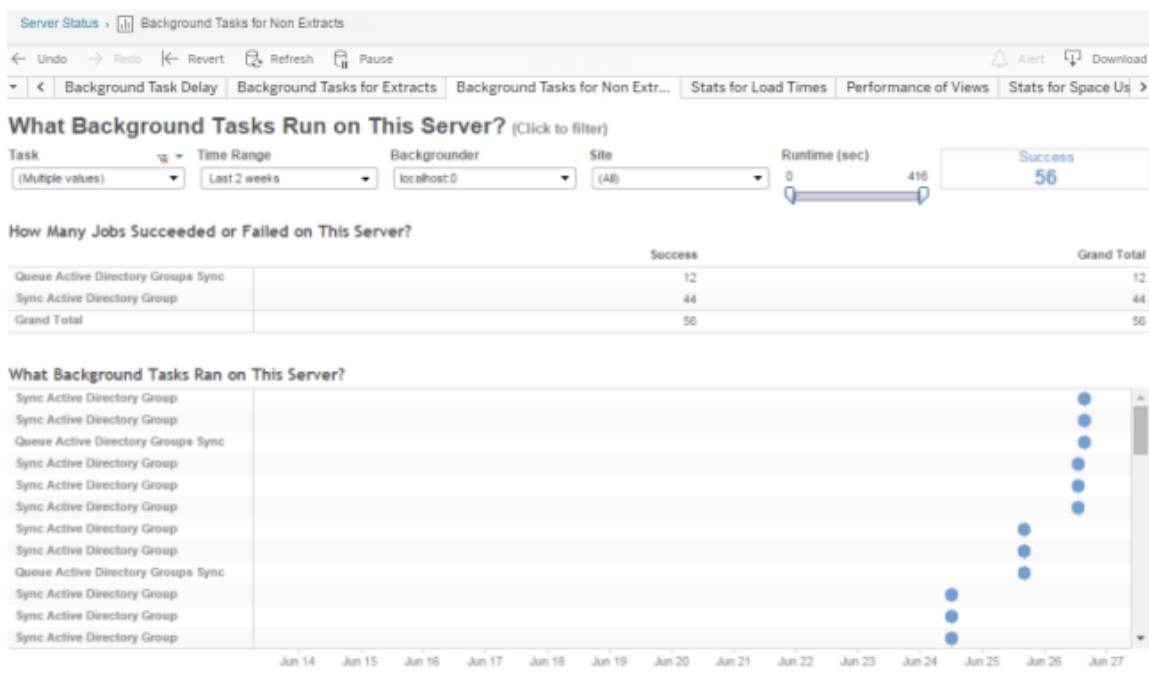 Server Status › Background Tasks for Non Extracts
← Undo → Redo |← Revert Refresh Pause Alert Download
Background Task Delay Background Tasks for Extracts Background Tasks for Non Extr... Stats for Load Times Performance of Views Stats for Space Us
What Background Tasks Run on This Server? (Click to filter)
Task Time Range Backgrounder Site Runtime (sec) Success
(Multiple values) Last 2 weeks localhost:0 (All) 0 416 56
How Many Jobs Succeeded or Failed on This Server?
Success Grand Total
Queue Active Directory Groups Sync 12 12
Sync Active Directory Group 44 44
Grand Total 56 56
What Background Tasks Ran on This Server?
Sync Active Directory Group
Sync Active Directory Group
Queue Active Directory Groups Sync
Sync Active Directory Group
Sync Active Directory Group
Sync Active Directory Group
Sync Active Directory Group
Sync Active Directory Group
Queue Active Directory Groups Sync
Sync Active Directory Group
Sync Active Directory Group
Sync Active Directory Group
Jun 14 Jun 15 Jun 16 Jun 17 Jun 18 Jun 19 Jun 20 Jun 21 Jun 22 Jun 23 Jun 24 Jun 25 Jun 26 Jun 27